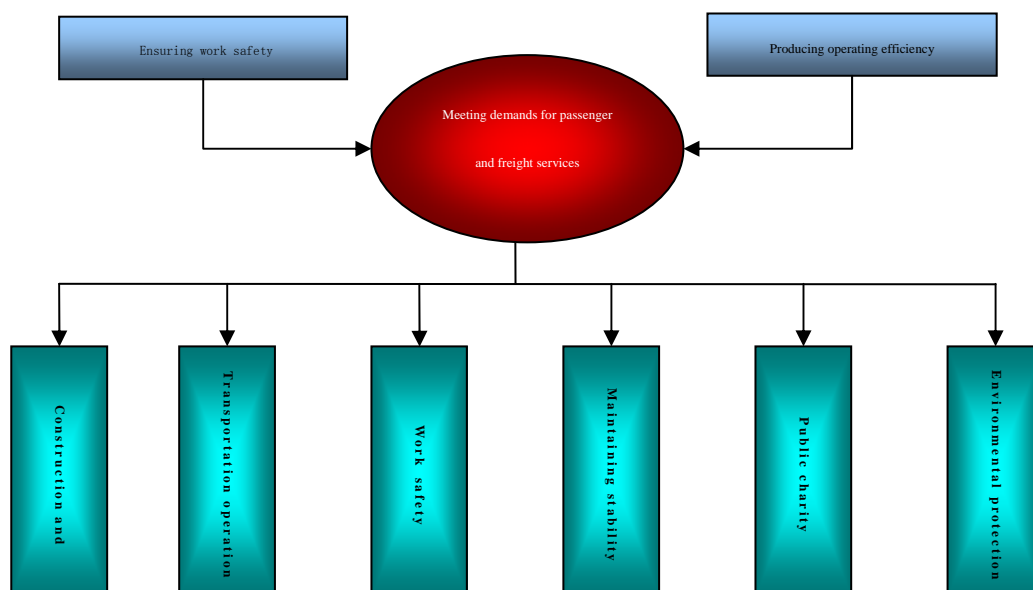 Ensuring work safety
Producing operating efficiency
Meeting demands for passenger
and freight services
Construction and
Transportation operation
Work safety
Maintaining stability
Public charity
Environmental protection